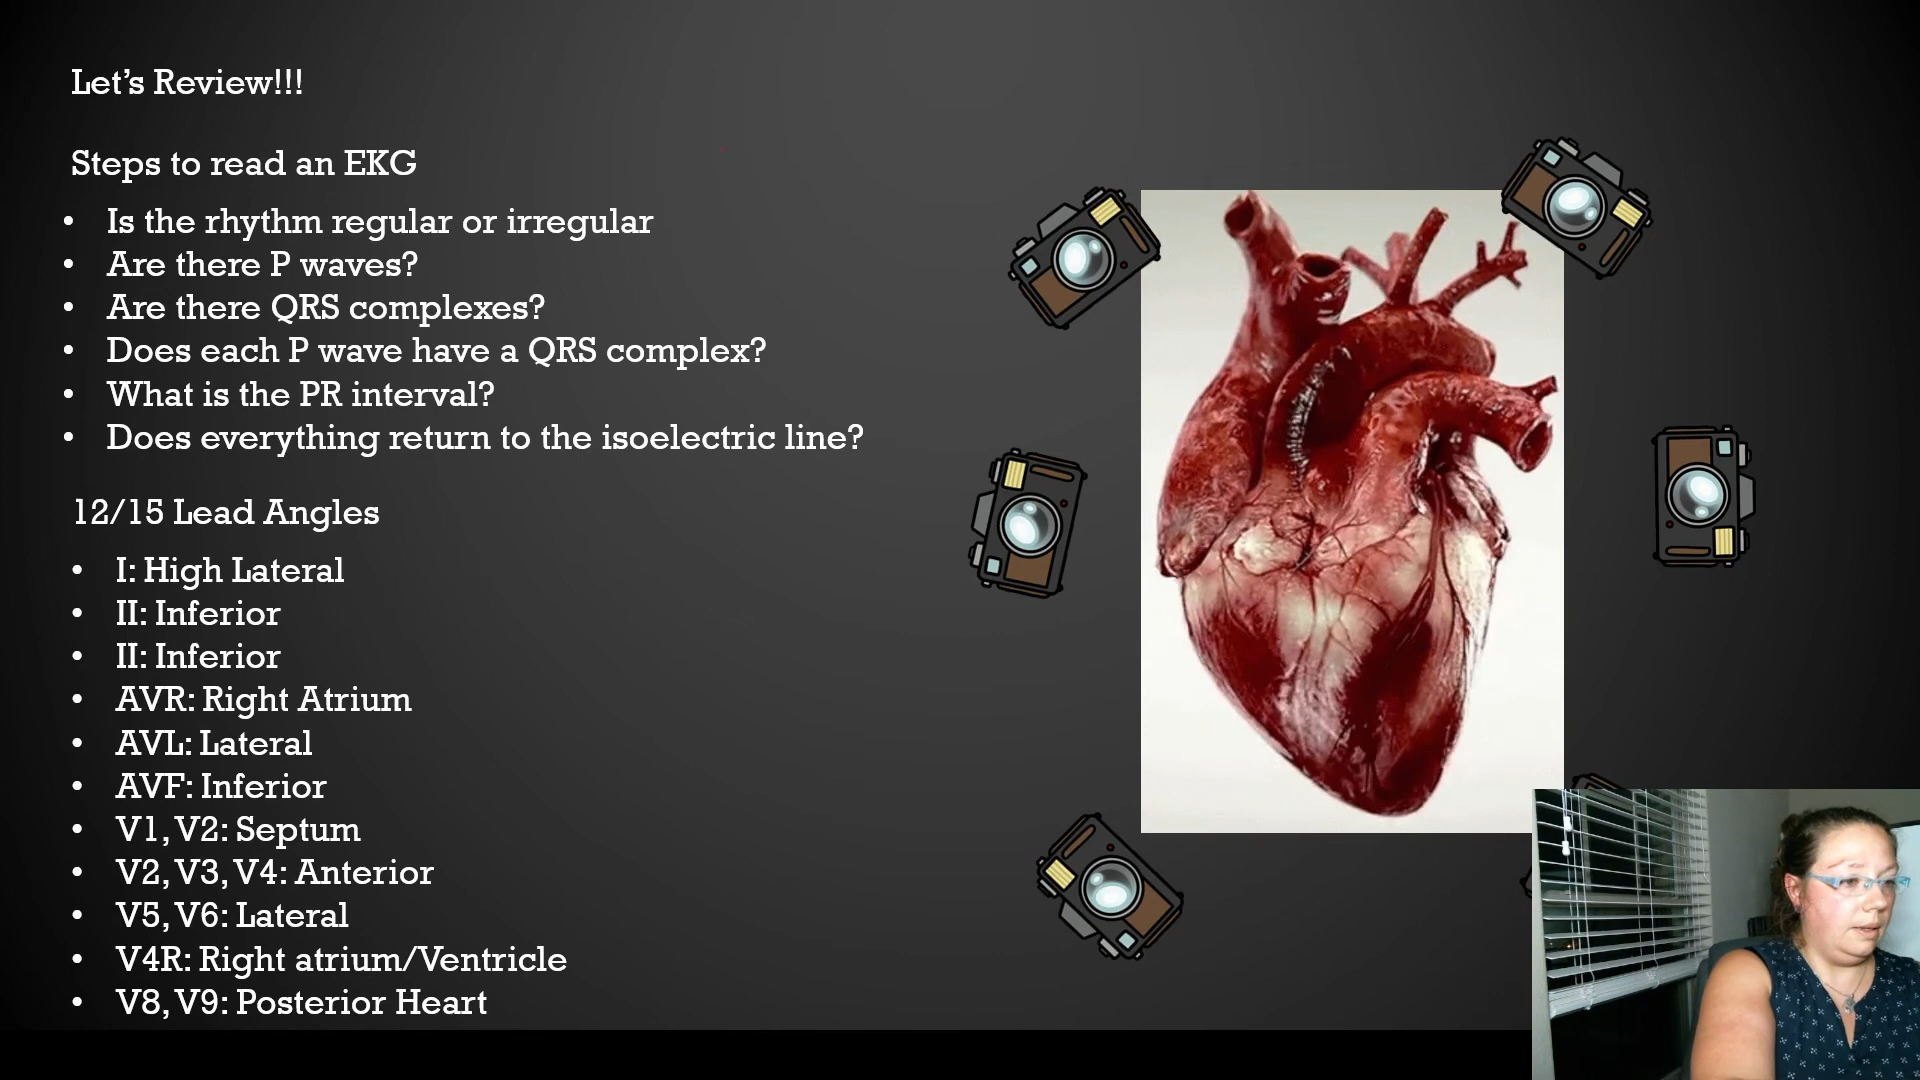 Let's Review!!!
Steps to read an EKG
• Is the rhythm regular or irregular
• Are there P waves?
• Are there QRS complexes?
• Does each P wave have a QRS complex?
• What is the PR interval?
• Does everything return to the isoelectric line?
12/15 Lead Angles
• I: High Lateral
• II: Inferior
• II: Inferior
• AVR: Right Atrium
• AVL: Lateral
• AVF: Inferior
• V1, V2: Septum
• V2, V3, V4: Anterior
• V5, V6: Lateral
• V4R: Right atrium/Ventricle
• V8, V9: Posterior Heart